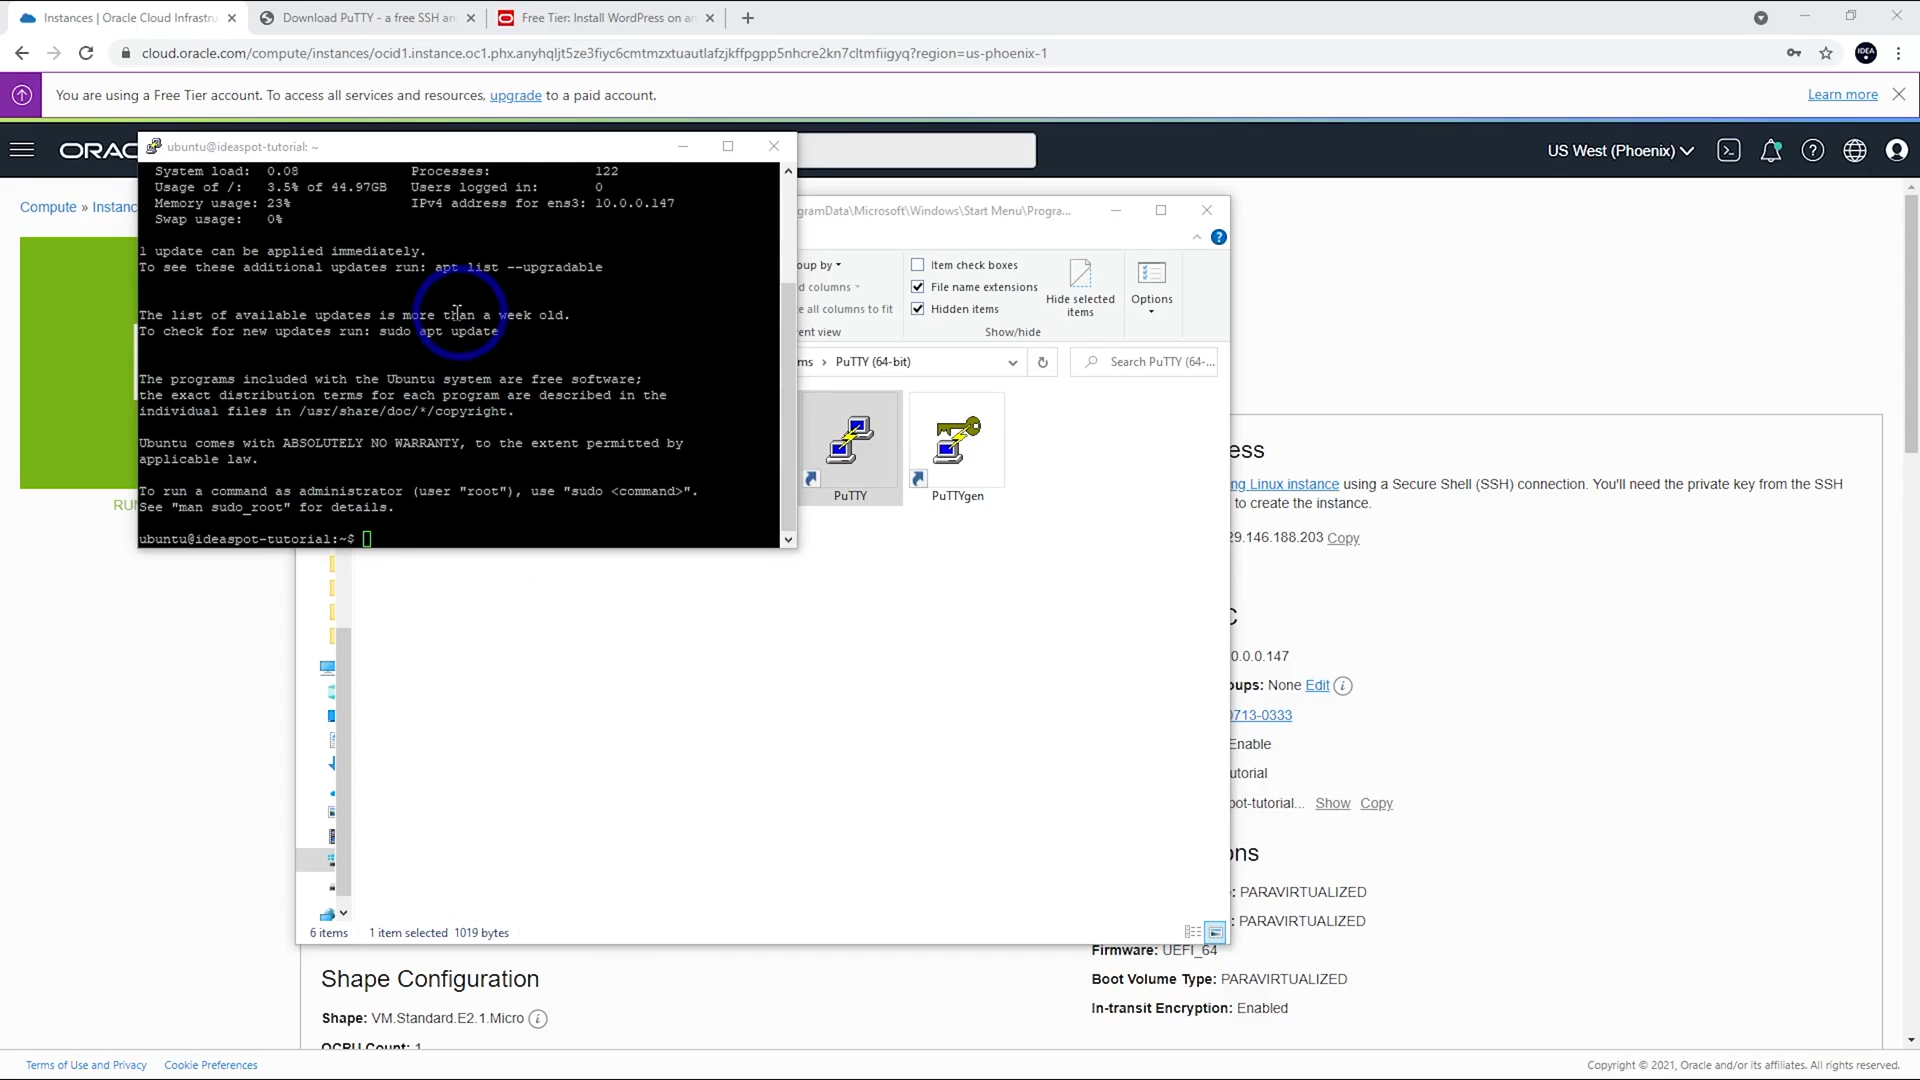 Instances | Oracle Cloud Infrastru
Download PuTTY - a free SSH an
Free Tier: Install WordPress on an
cloud.oracle.com/compute/instances/ocid1.instance.oc1.phx.anyhqljt5ze3fiyc6cmtmzxtuautlafzjkffpgpp5nhcre2kn7cltmfiigyq?region=us-phoenix-1
IDEA
You are using a Free Tier account. To access all services and resources, upgrade to a paid account.
Learn more
ORAC
US West (Phoenix)
ubuntu@ideaspot-tutorial: ~
System load: 0.08 Processes: 122
Usage of /: 3.5% of 44.97GB Users logged in: 0
Memory usage: 23% IPv4 address for ens3: 10.0.0.147
Swap usage: 0%
1 update can be applied immediately.
To see these additional updates run: apt list --upgradable
The list of available updates is more than a week old.
To check for new updates run: sudo apt update
The programs included with the Ubuntu system are free software;
the exact distribution terms for each program are described in the
individual files in /usr/share/doc/*/copyright.
Ubuntu comes with ABSOLUTELY NO WARRANTY, to the extent permitted by
applicable law.
To run a command as administrator (user "root"), use "sudo <command>".
See "man sudo_root" for details.
ubuntu@ideaspot-tutorial:~$
Compute » Instanc
RUN
gramData\Microsoft\Windows\Start Menu\Progra...
oup by
d columns
e all columns to fit
ent view
Item check boxes
File name extensions
Hidden items
Hide selected
items
Options
Show/hide
ms › PuTTY (64-bit)
Search PuTTY (64-...
PuTTY
PuTTYgen
6 items
1 item selected 1019 bytes
ess
ng Linux instance using a Secure Shell (SSH) connection. You'll need the private key from the SSH
to create the instance.
29.146.188.203 Copy
C
0.0.0.147
oups: None Edit
0713-0333
Enable
utorial
pot-tutorial... Show Copy
ons
: PARAVIRTUALIZED
: PARAVIRTUALIZED
Firmware: UEFI_64
Boot Volume Type: PARAVIRTUALIZED
In-transit Encryption: Enabled
Shape Configuration
Shape: VM.Standard.E2.1.Micro
OCPU Count: 1
Terms of Use and Privacy
Cookie Preferences
Copyright © 2021, Oracle and/or its affiliates. All rights reserved.